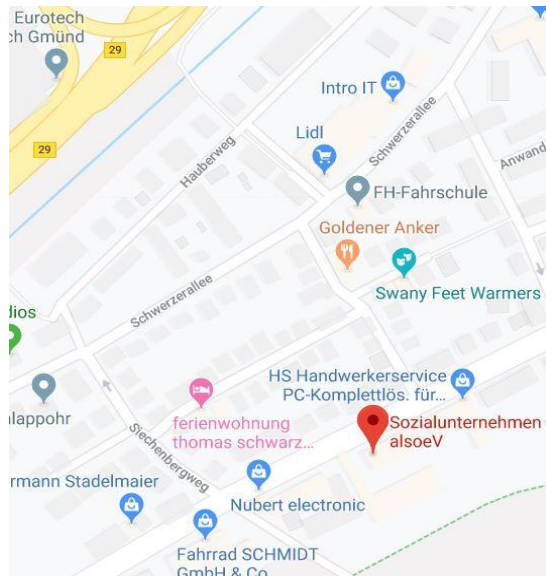 Eurotech
ch Gmünd
29
Intro IT
Schwerzerallee
Lidl
29
Hauberweg
Anwand
FH-Fahrschule
Goldener Anker
Swany Feet Warmers
dios
Schwerzerallee
HS Handwerkerservice
PC-Komplettlös. für...
alappohr
ferienwohnung
thomas schwarz...
Sozialunternehmen
alsoeV
Siechenbergweg
rmann Stadelmaier
Nubert electronic
Fahrrad SCHMIDT
GmbH & Co